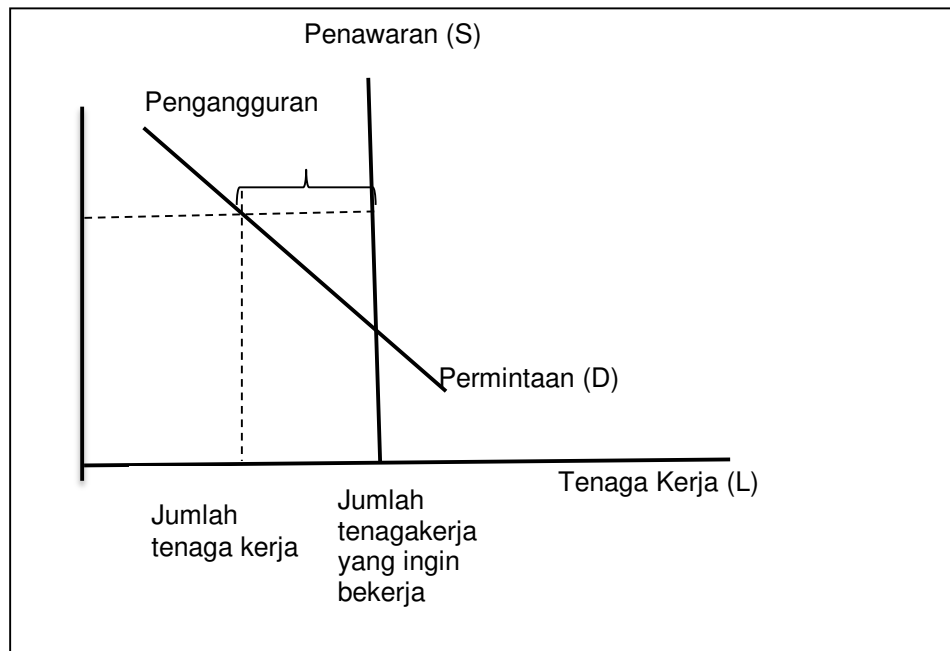 Penawaran (S)
Pengangguran
Permintaan (D)
Tenaga Kerja (L)
Jumlah
tenaga kerja
Jumlah
tenagakerja
yang ingin
bekerja